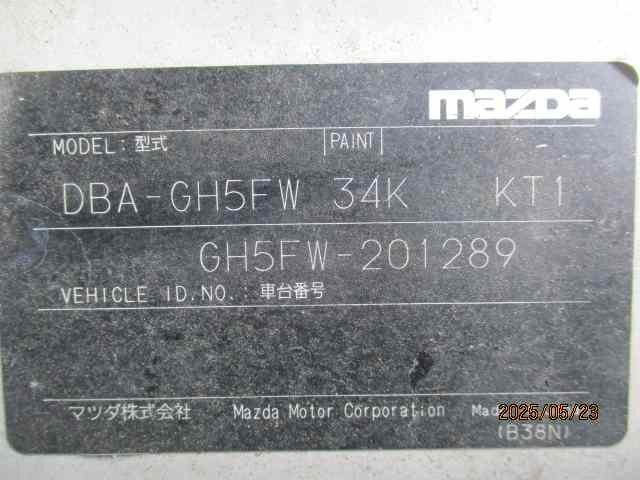 mazda
MODEL: 型式 PAINT
DBA-GH5FW 34K KT1
GH5FW-201289
VEHICLE ID.NO.: 車台番号
マツダ株式会社 Mazda Motor Corporation
2025/05/23
(B38N)